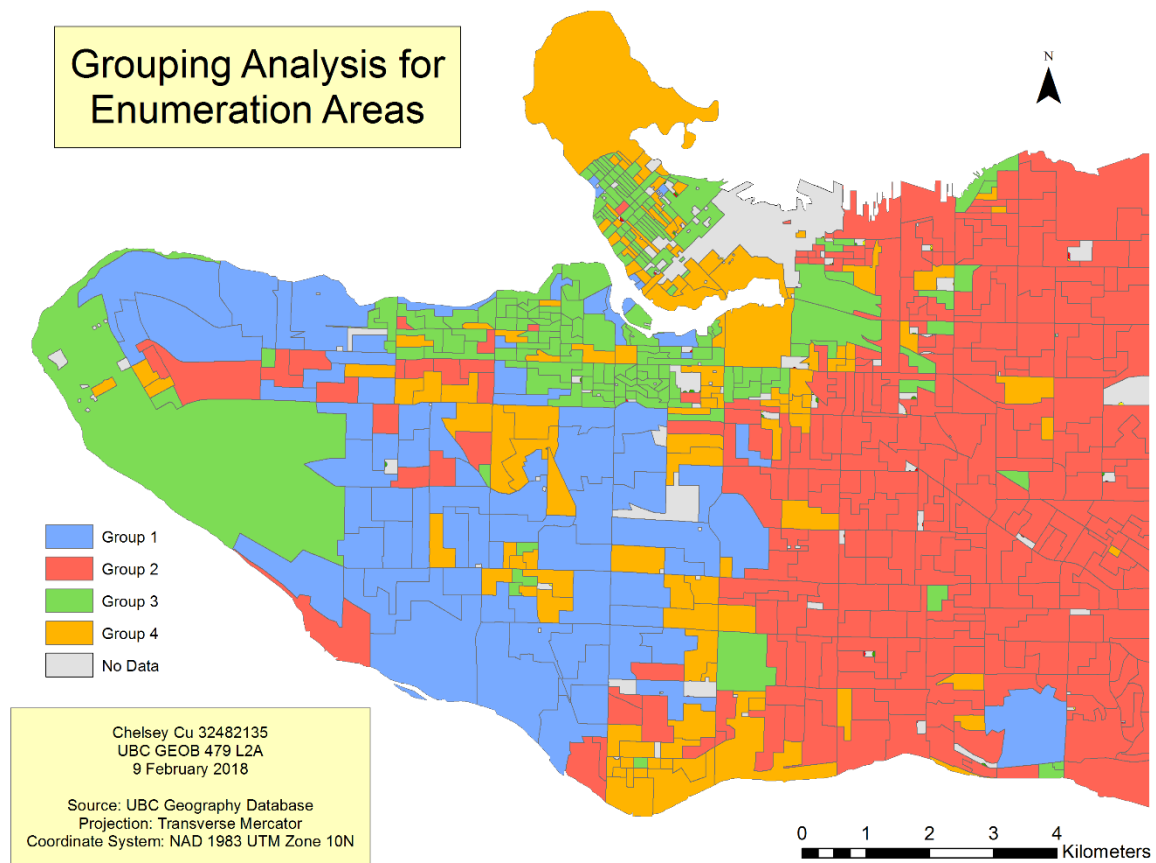 Grouping Analysis for
Enumeration Areas
N
Group 1
Group 2
Group 3
Group 4
No Data
Chelsey Cu 32482135
UBC GEOB 479 L2A
9 February 2018
Source: UBC Geography Database
Projection: Transverse Mercator
Coordinate System: NAD 1983 UTM Zone 10N
0 1 2 3 4
Kilometers